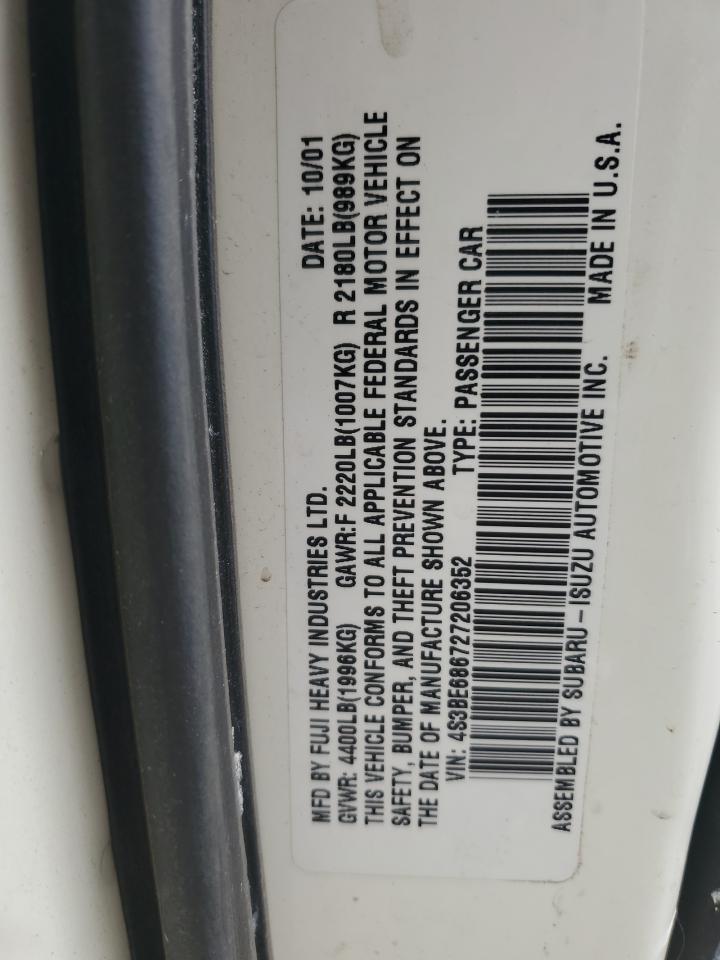 MFD BY FUJI HEAVY INDUSTRIES LTD. DATE: 10/01
GVWR: 4400LB(1996KG) GAWR:F 2220LB(1007KG) R 2180LB(989KG)
THIS VEHICLE CONFORMS TO ALL APPLICABLE FEDERAL MOTOR VEHICLE
SAFETY, BUMPER, AND THEFT PREVENTION STANDARDS IN EFFECT ON
THE DATE OF MANUFACTURE SHOWN ABOVE.
VIN: 4S3BE686727206352 TYPE: PASSENGER CAR
ASSEMBLED BY SUBARU-ISUZU AUTOMOTIVE INC. MADE IN U.S.A.